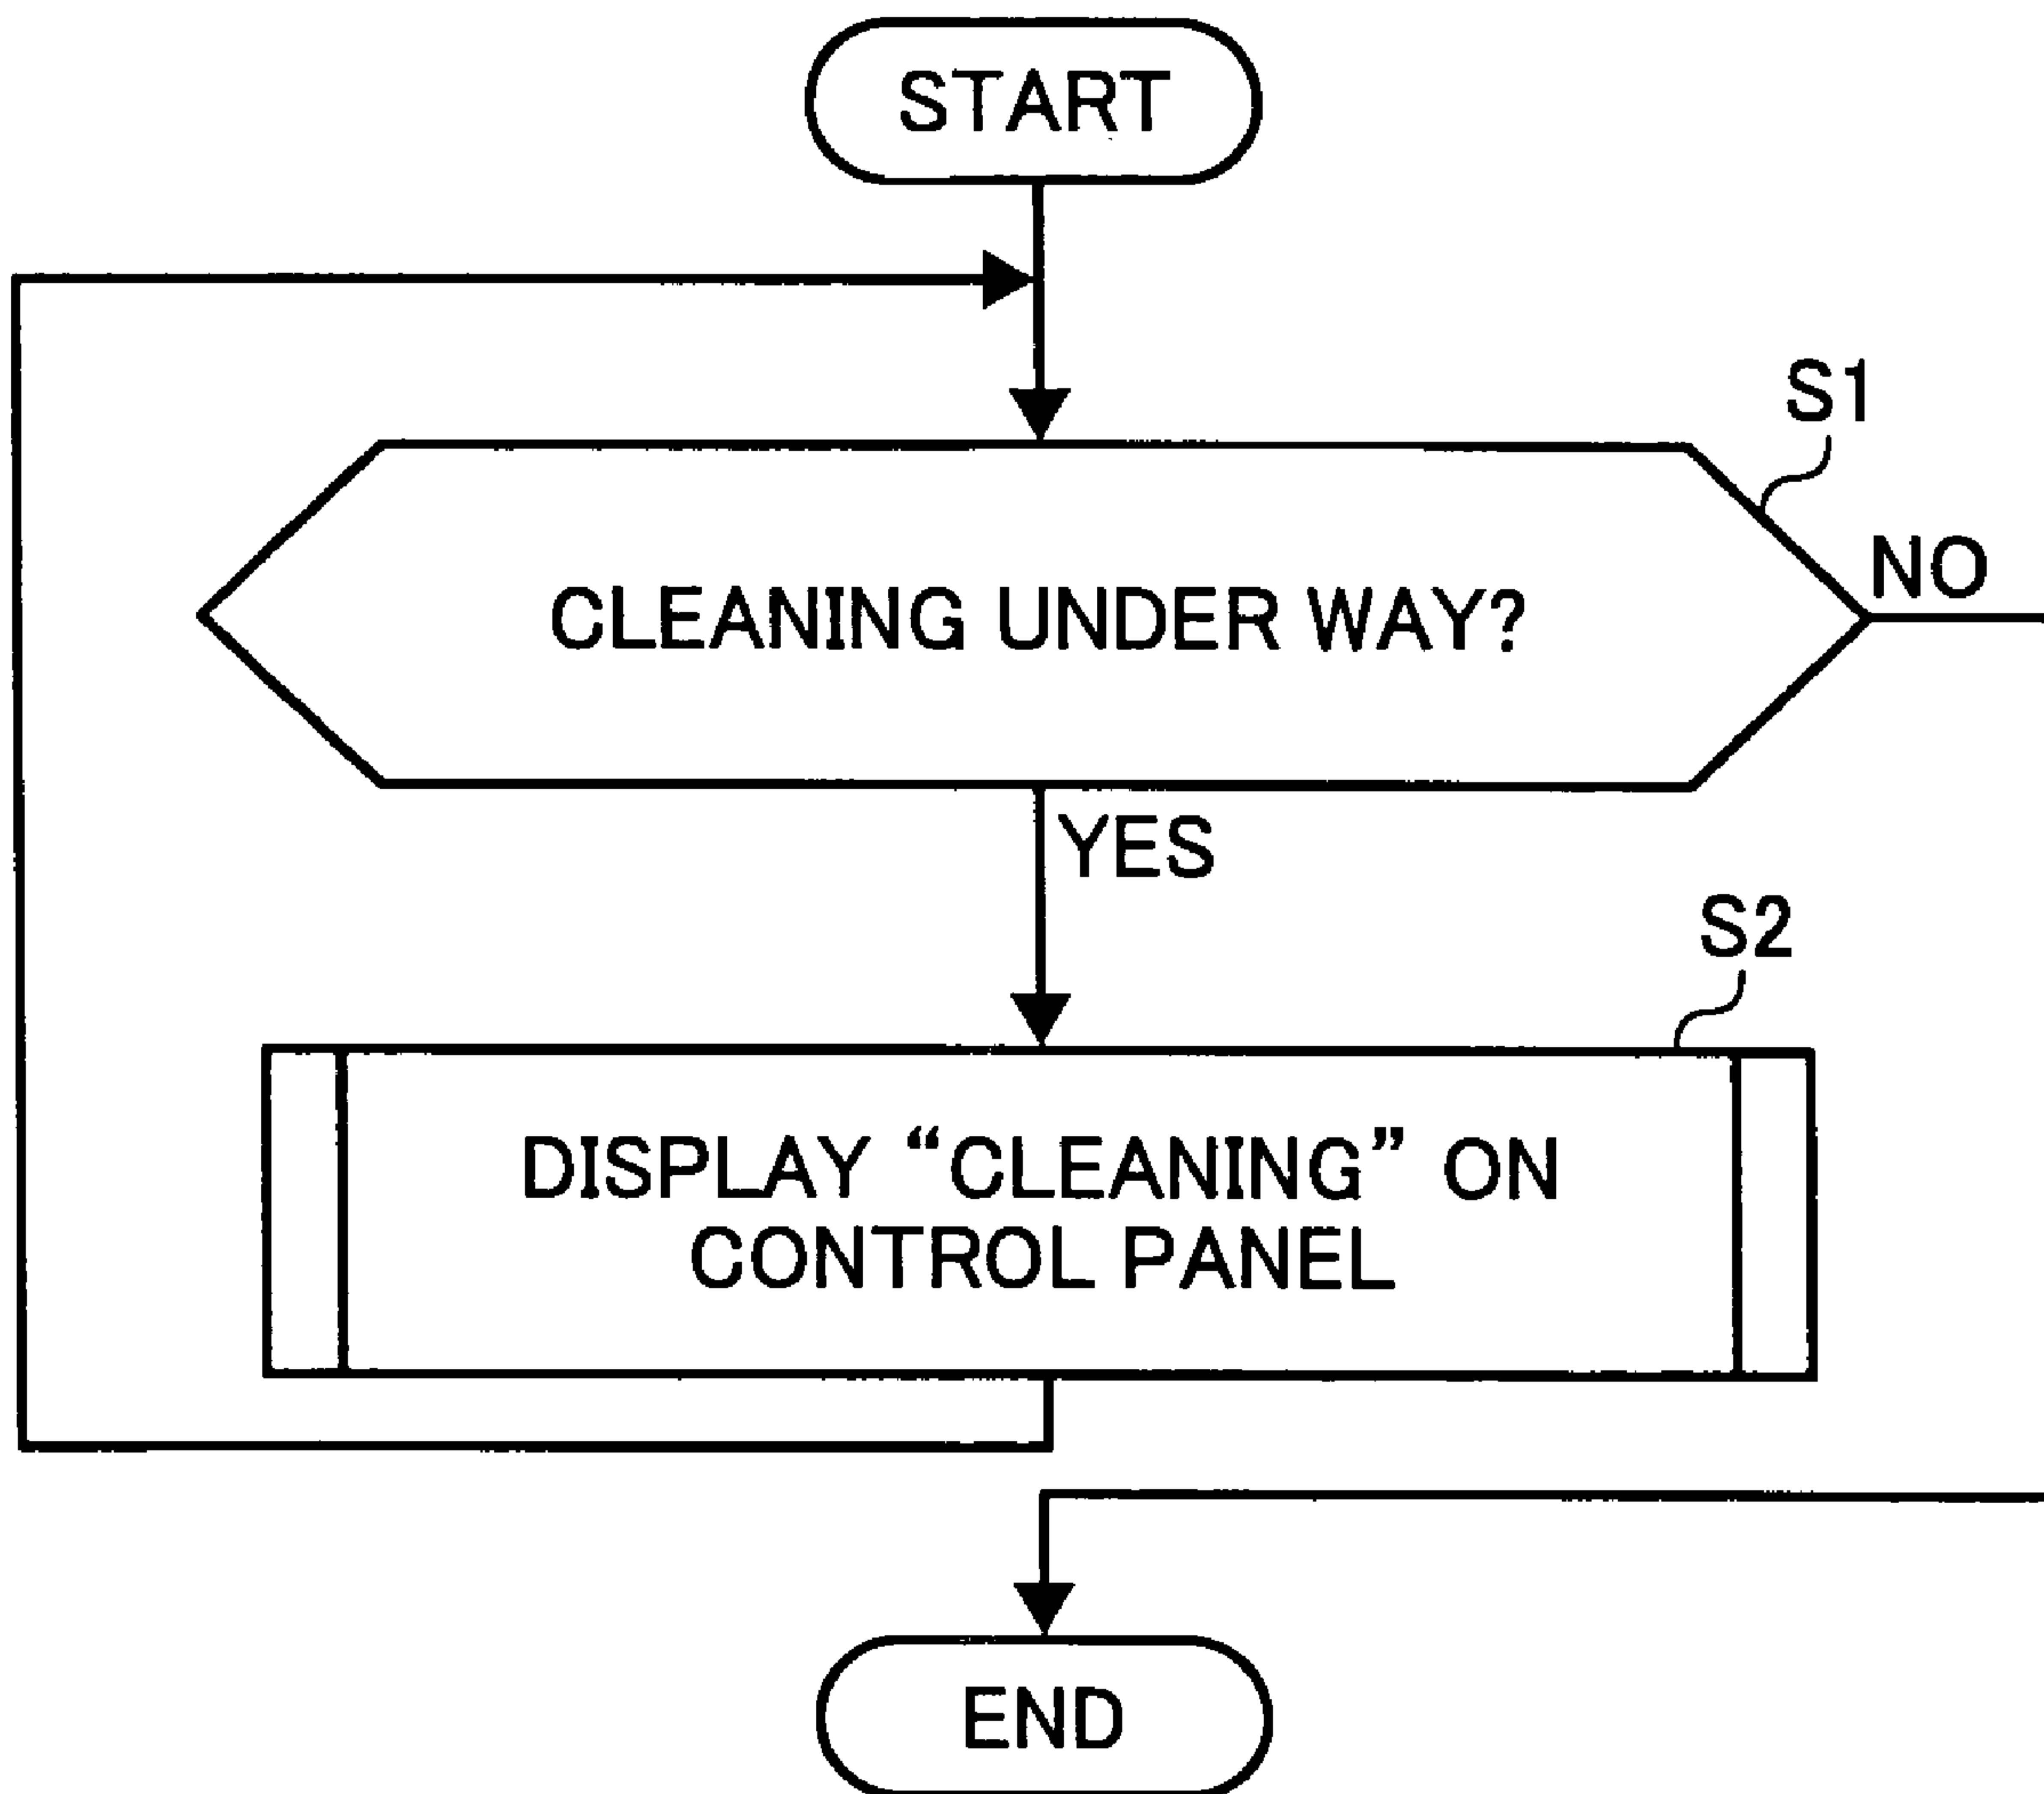 START
S1
CLEANING UNDER WAY?
NO
YES
S2
DISPLAY “CLEANING” ON
CONTROL PANEL
END